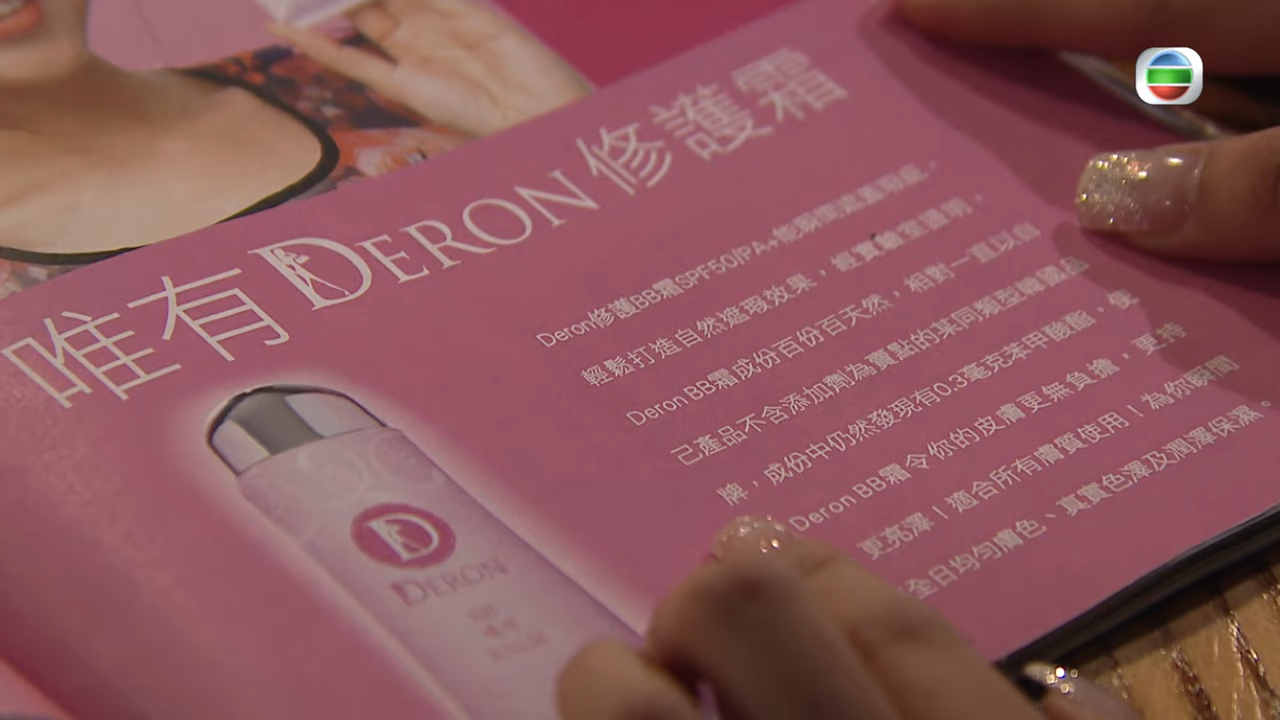 唯有DERON修護霜
Deron修護BB霜SPF50/PA+能瞬間遮蓋瑕疵，
輕鬆打造自然遮瑕效果，經實驗室證明，
Deron BB霜成份百份百天然，相對一直以自
己產品不含添加劑為賣點的某同類型韓國品
牌，成份中仍然發現有0.3毫克苯甲酸酯，使
Deron BB霜令你的皮膚更無負擔，更持
更亮澤！適合所有膚質使用！為你瞬間
全日均勻膚色、真實色澤及潤澤保濕。
D
DERON